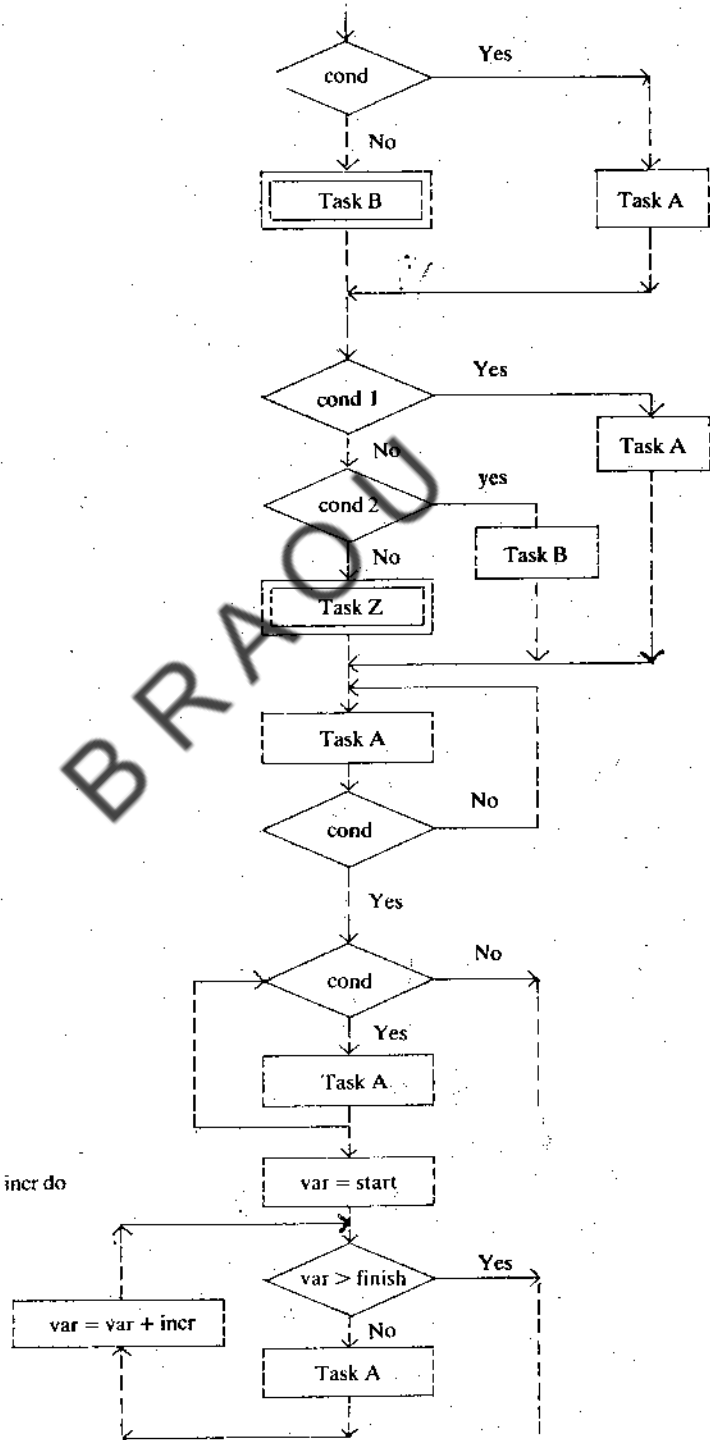 cond
Yes
No
Task B
Task A
cond 1
Yes
Task A
No
cond 2
yes
Task B
No
Task Z
Task A
cond
No
Yes
cond
No
Yes
Task A
incr do
var = start
var > finish
Yes
var = var + incr
No
Task A
BRAOU